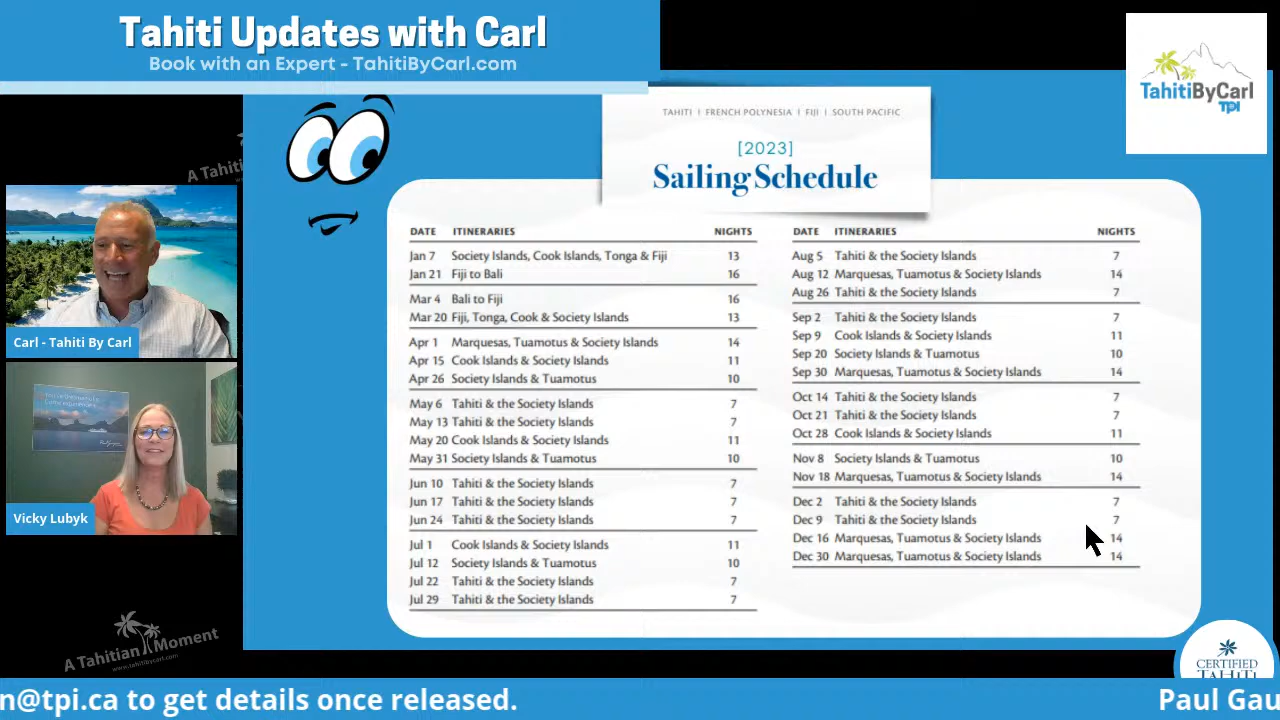 Tahiti Updates with Carl
Book with an Expert - TahitiByCarl.com
TahitiByCarl
TPI
TAHITI | FRENCH POLYNESIA | FIJI | SOUTH PACIFIC
[2023]
Sailing Schedule
A Tahiti
DATE ITINERARIES NIGHTS
Jan 7 Society Islands, Cook Islands, Tonga & Fiji 13
Jan 21 Fiji to Bali 16
Mar 4 Bali to Fiji 16
Mar 20 Fiji, Tonga, Cook & Society Islands 13
Apr 1 Marquesas, Tuamotus & Society Islands 14
Apr 15 Cook Islands & Society Islands 11
Apr 26 Society Islands & Tuamotus 10
May 6 Tahiti & the Society Islands 7
May 13 Tahiti & the Society Islands 7
May 20 Cook Islands & Society Islands 11
May 31 Society Islands & Tuamotus 10
Jun 10 Tahiti & the Society Islands 7
Jun 17 Tahiti & the Society Islands 7
Jun 24 Tahiti & the Society Islands 7
Jul 1 Cook Islands & Society Islands 11
Jul 12 Society Islands & Tuamotus 10
Jul 22 Tahiti & the Society Islands 7
Jul 29 Tahiti & the Society Islands 7
DATE ITINERARIES NIGHTS
Aug 5 Tahiti & the Society Islands 7
Aug 12 Marquesas, Tuamotus & Society Islands 14
Aug 26 Tahiti & the Society Islands 7
Sep 2 Tahiti & the Society Islands 7
Sep 9 Cook Islands & Society Islands 11
Sep 20 Society Islands & Tuamotus 10
Sep 30 Marquesas, Tuamotus & Society Islands 14
Oct 14 Tahiti & the Society Islands 7
Oct 21 Tahiti & the Society Islands 7
Oct 28 Cook Islands & Society Islands 11
Nov 8 Society Islands & Tuamotus 10
Nov 18 Marquesas, Tuamotus & Society Islands 14
Dec 2 Tahiti & the Society Islands 7
Dec 9 Tahiti & the Society Islands 7
Dec 16 Marquesas, Tuamotus & Society Islands 14
Dec 30 Marquesas, Tuamotus & Society Islands 14
Carl - Tahiti By Carl
Vicky Lubyk
A Tahitian Moment
www.tahitibycarl.com
CERTIFIED
TAHITI
n@tpi.ca to get details once released.
Paul Gau